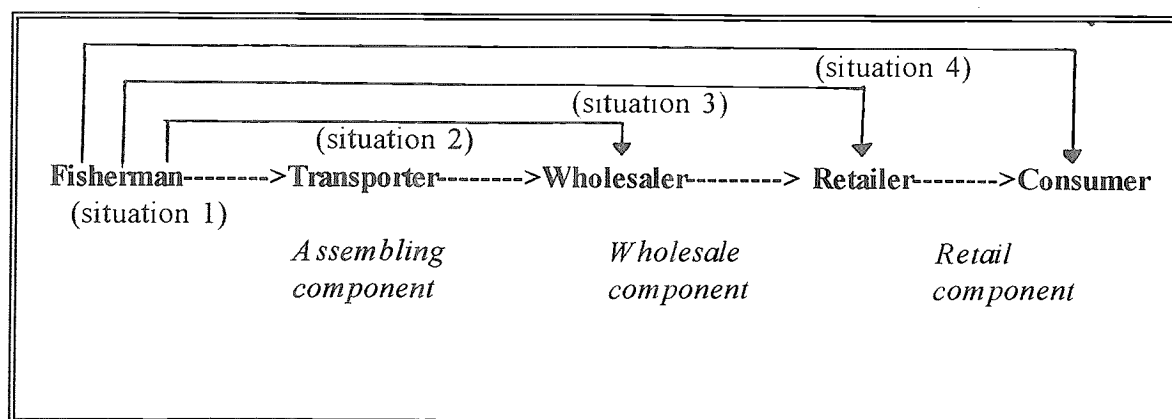 (situation 4)
(situation 3)
(situation 2)
Fisherman------->Transporter-------->Wholesaler---------> Retailer-------->Consumer
(situation 1)
Assembling Wholesale Retail
component component component